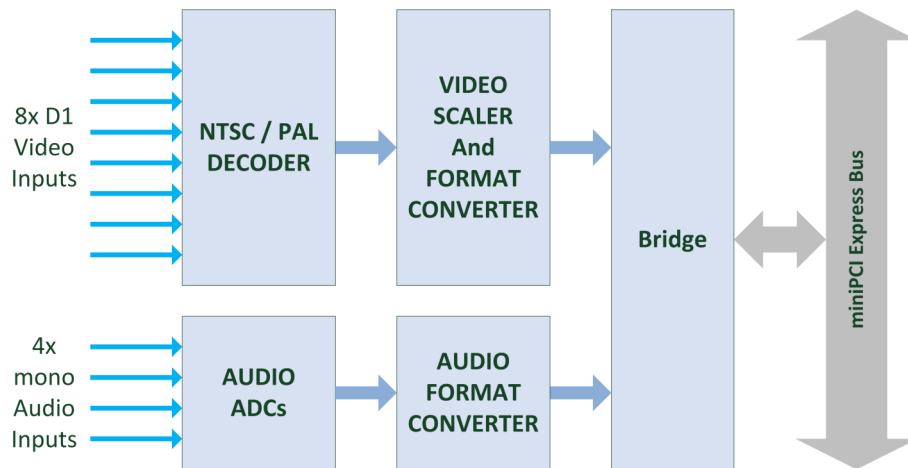 8x D1
Video
Inputs
NTSC / PAL
DECODER
VIDEO
SCALER
And
FORMAT
CONVERTER
Bridge
miniPCI Express Bus
4x
mono
Audio
Inputs
AUDIO
ADCs
AUDIO
FORMAT
CONVERTER